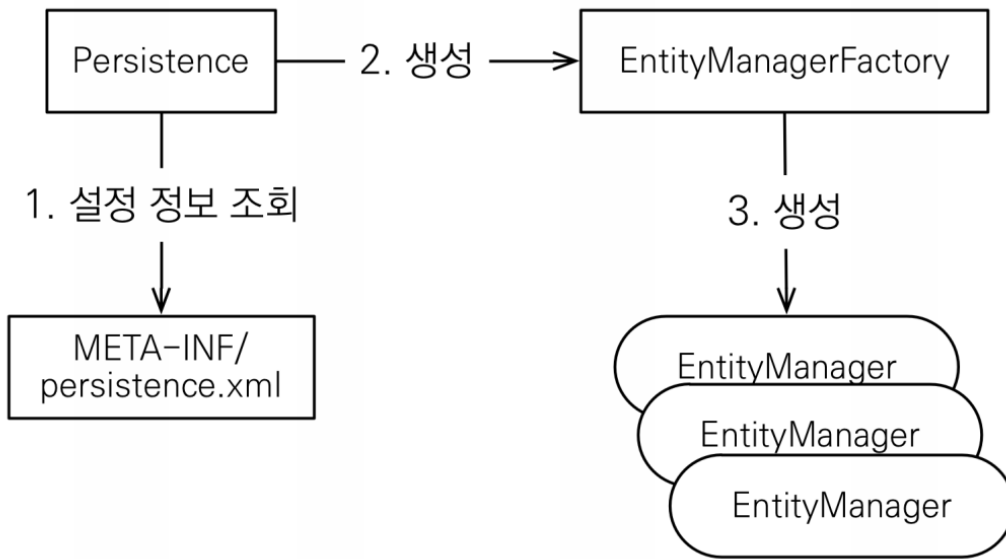 Persistence
2. 생성
EntityManagerFactory
1. 설정 정보 조회
3. 생성
META-INF/
persistence.xml
EntityManager
EntityManager
EntityManager